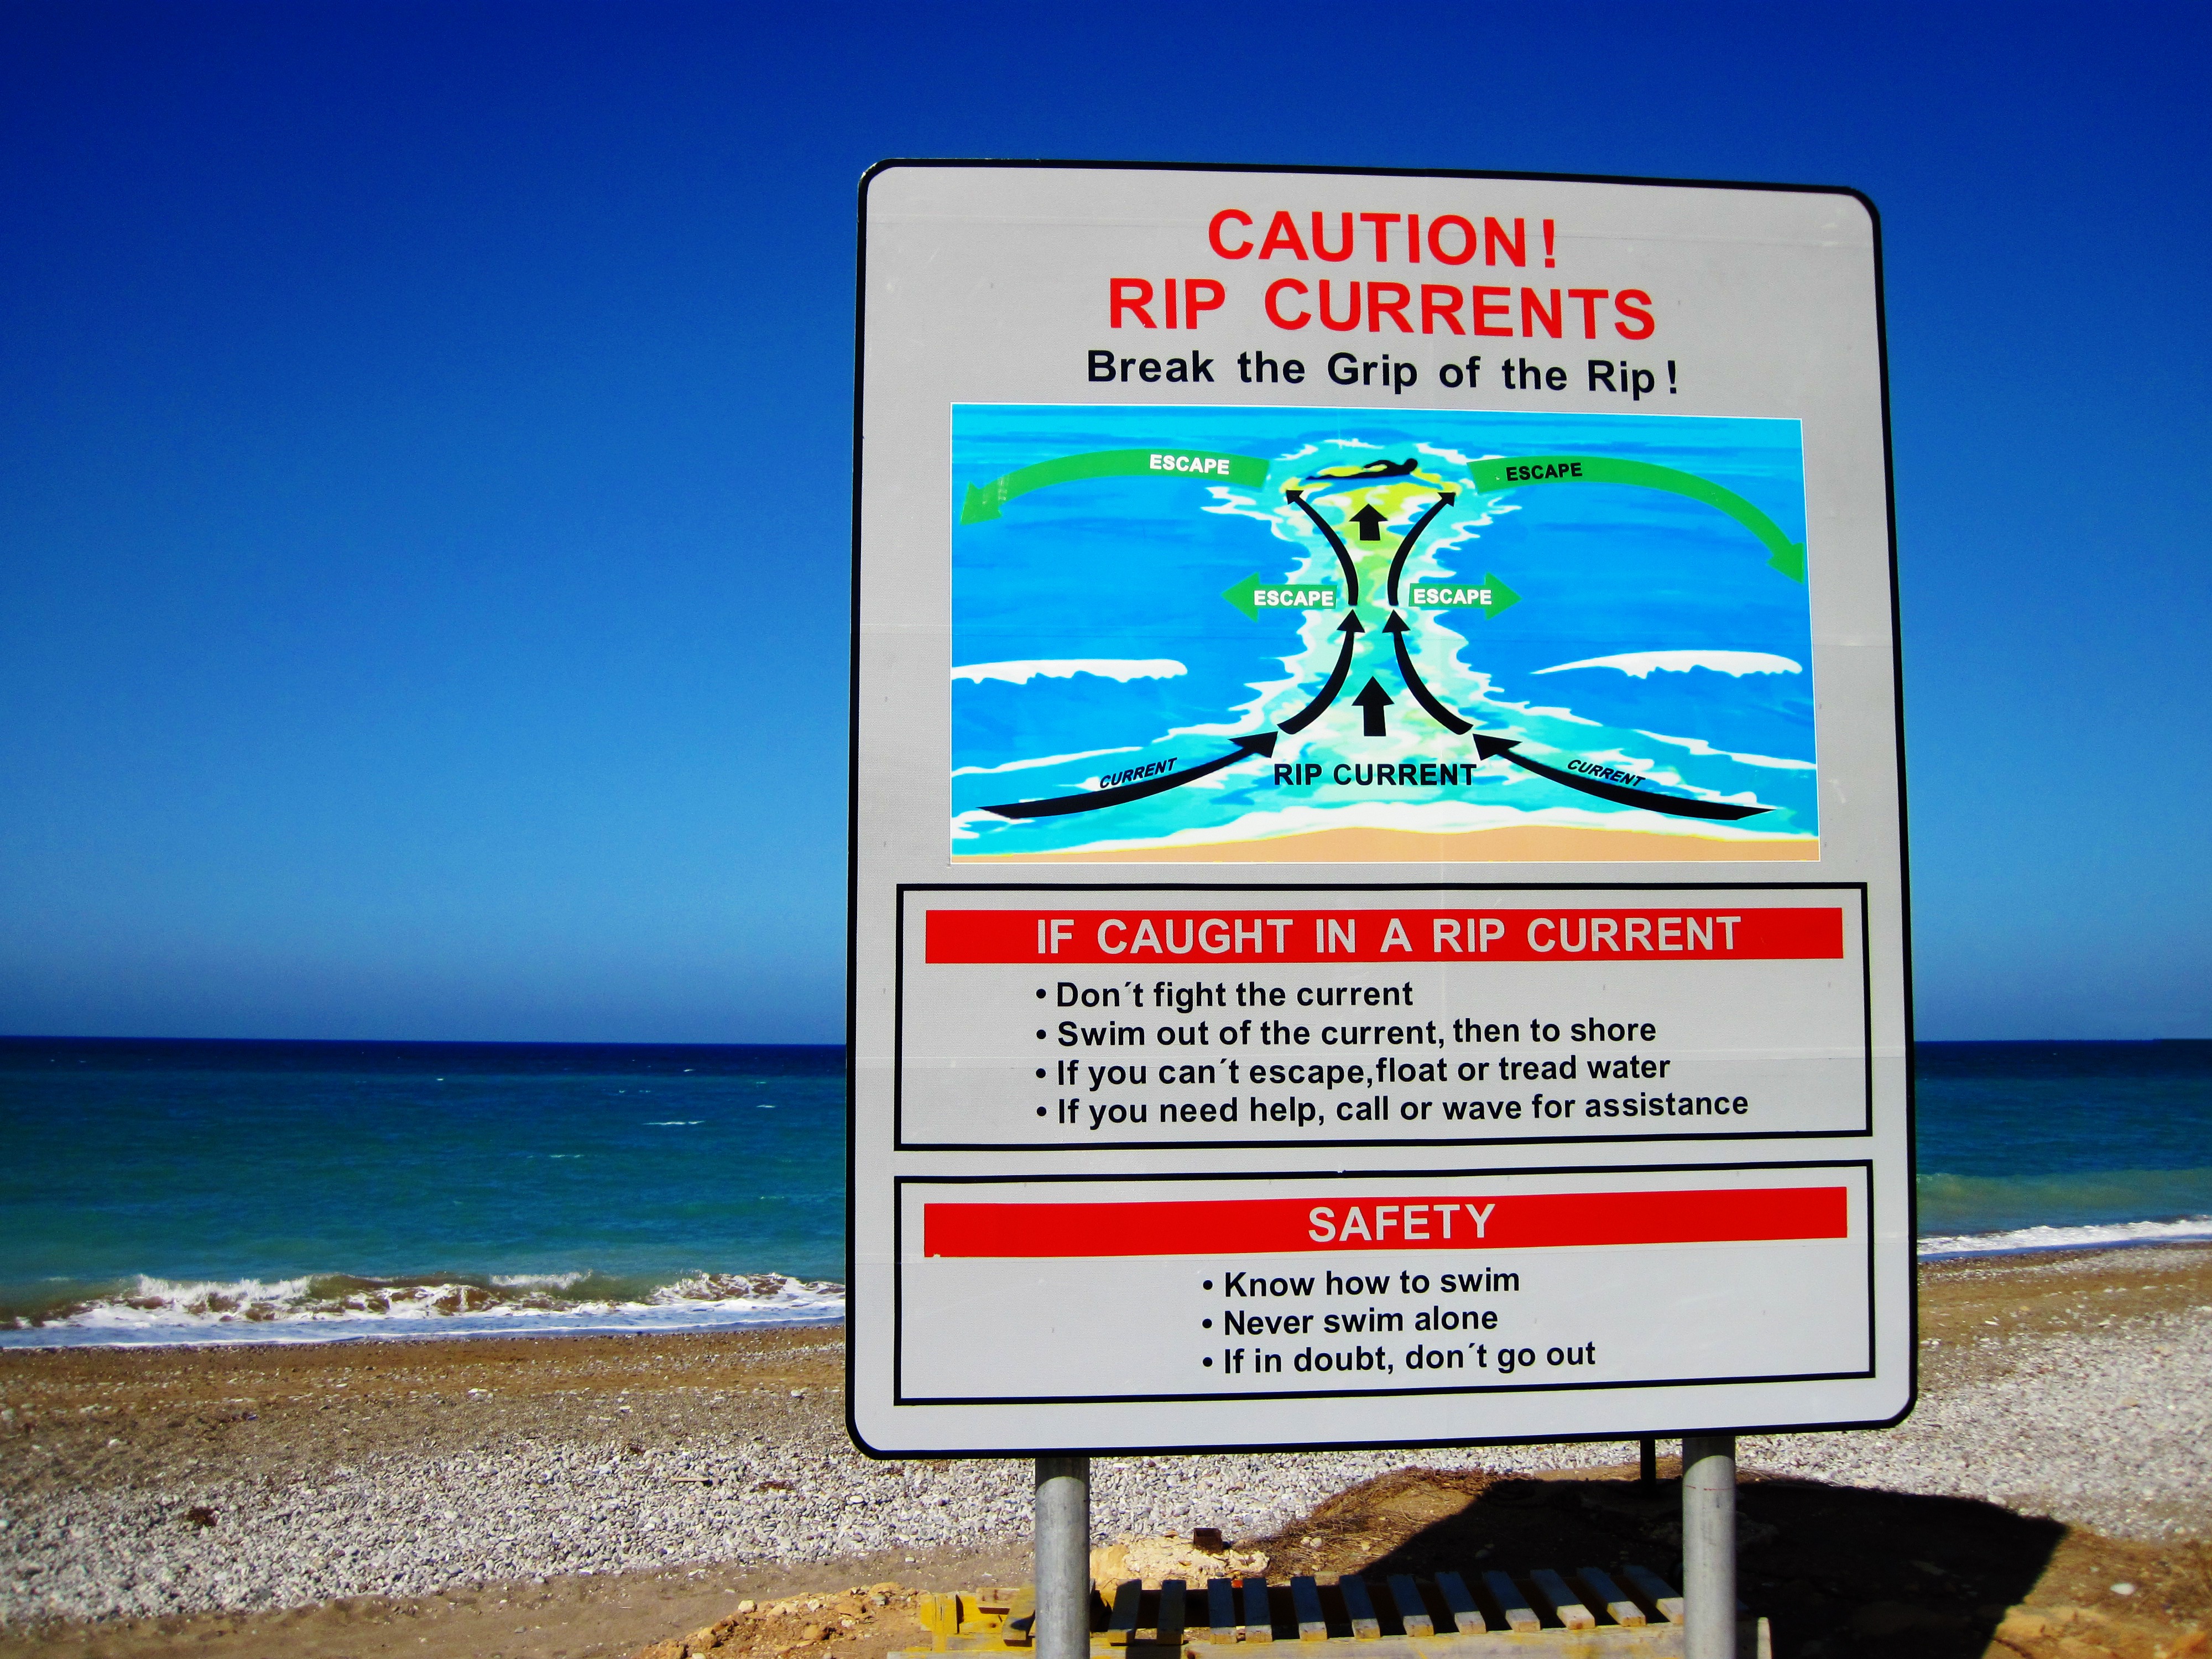 CAUTION!
RIP CURRENTS
Break the Grip of the Rip!
ESCAPE
ESCAPE
ESCAPE
ESCAPE
CURRENT
RIP CURRENT
CURRENT
IF CAUGHT IN A RIP CURRENT
• Don´t fight the current
• Swim out of the current, then to shore
• If you can´t escape,float or tread water
• If you need help, call or wave for assistance
SAFETY
• Know how to swim
• Never swim alone
• If in doubt, don´t go out